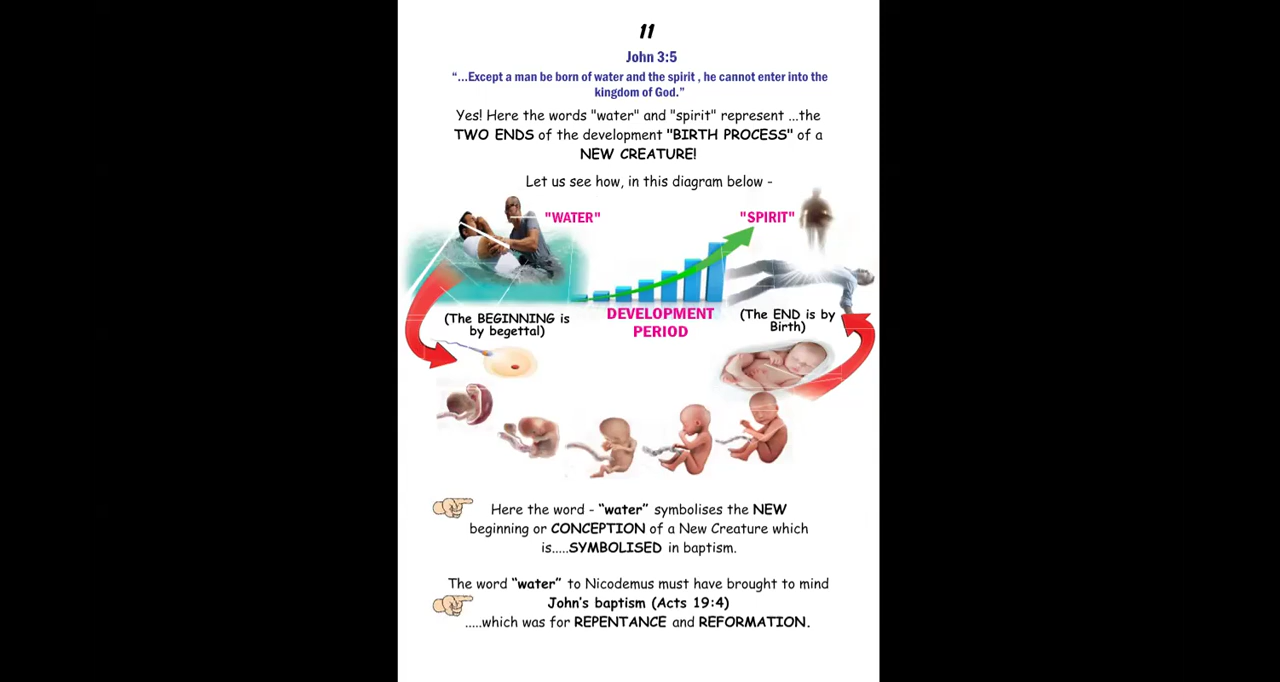 11
John 3:5
“...Except a man be born of water and the spirit , he cannot enter into the
kingdom of God.”
Yes! Here the words "water" and "spirit" represent ...the
TWO ENDS of the development "BIRTH PROCESS" of a
NEW CREATURE!
Let us see how, in this diagram below -
"WATER"
"SPIRIT"
(The BEGINNING is
by begettal)
DEVELOPMENT
PERIOD
(The END is by
Birth)
Here the word - “water” symbolises the NEW
beginning or CONCEPTION of a New Creature which
is.....SYMBOLISED in baptism.
The word “water” to Nicodemus must have brought to mind
John’s baptism (Acts 19:4)
.....which was for REPENTANCE and REFORMATION.